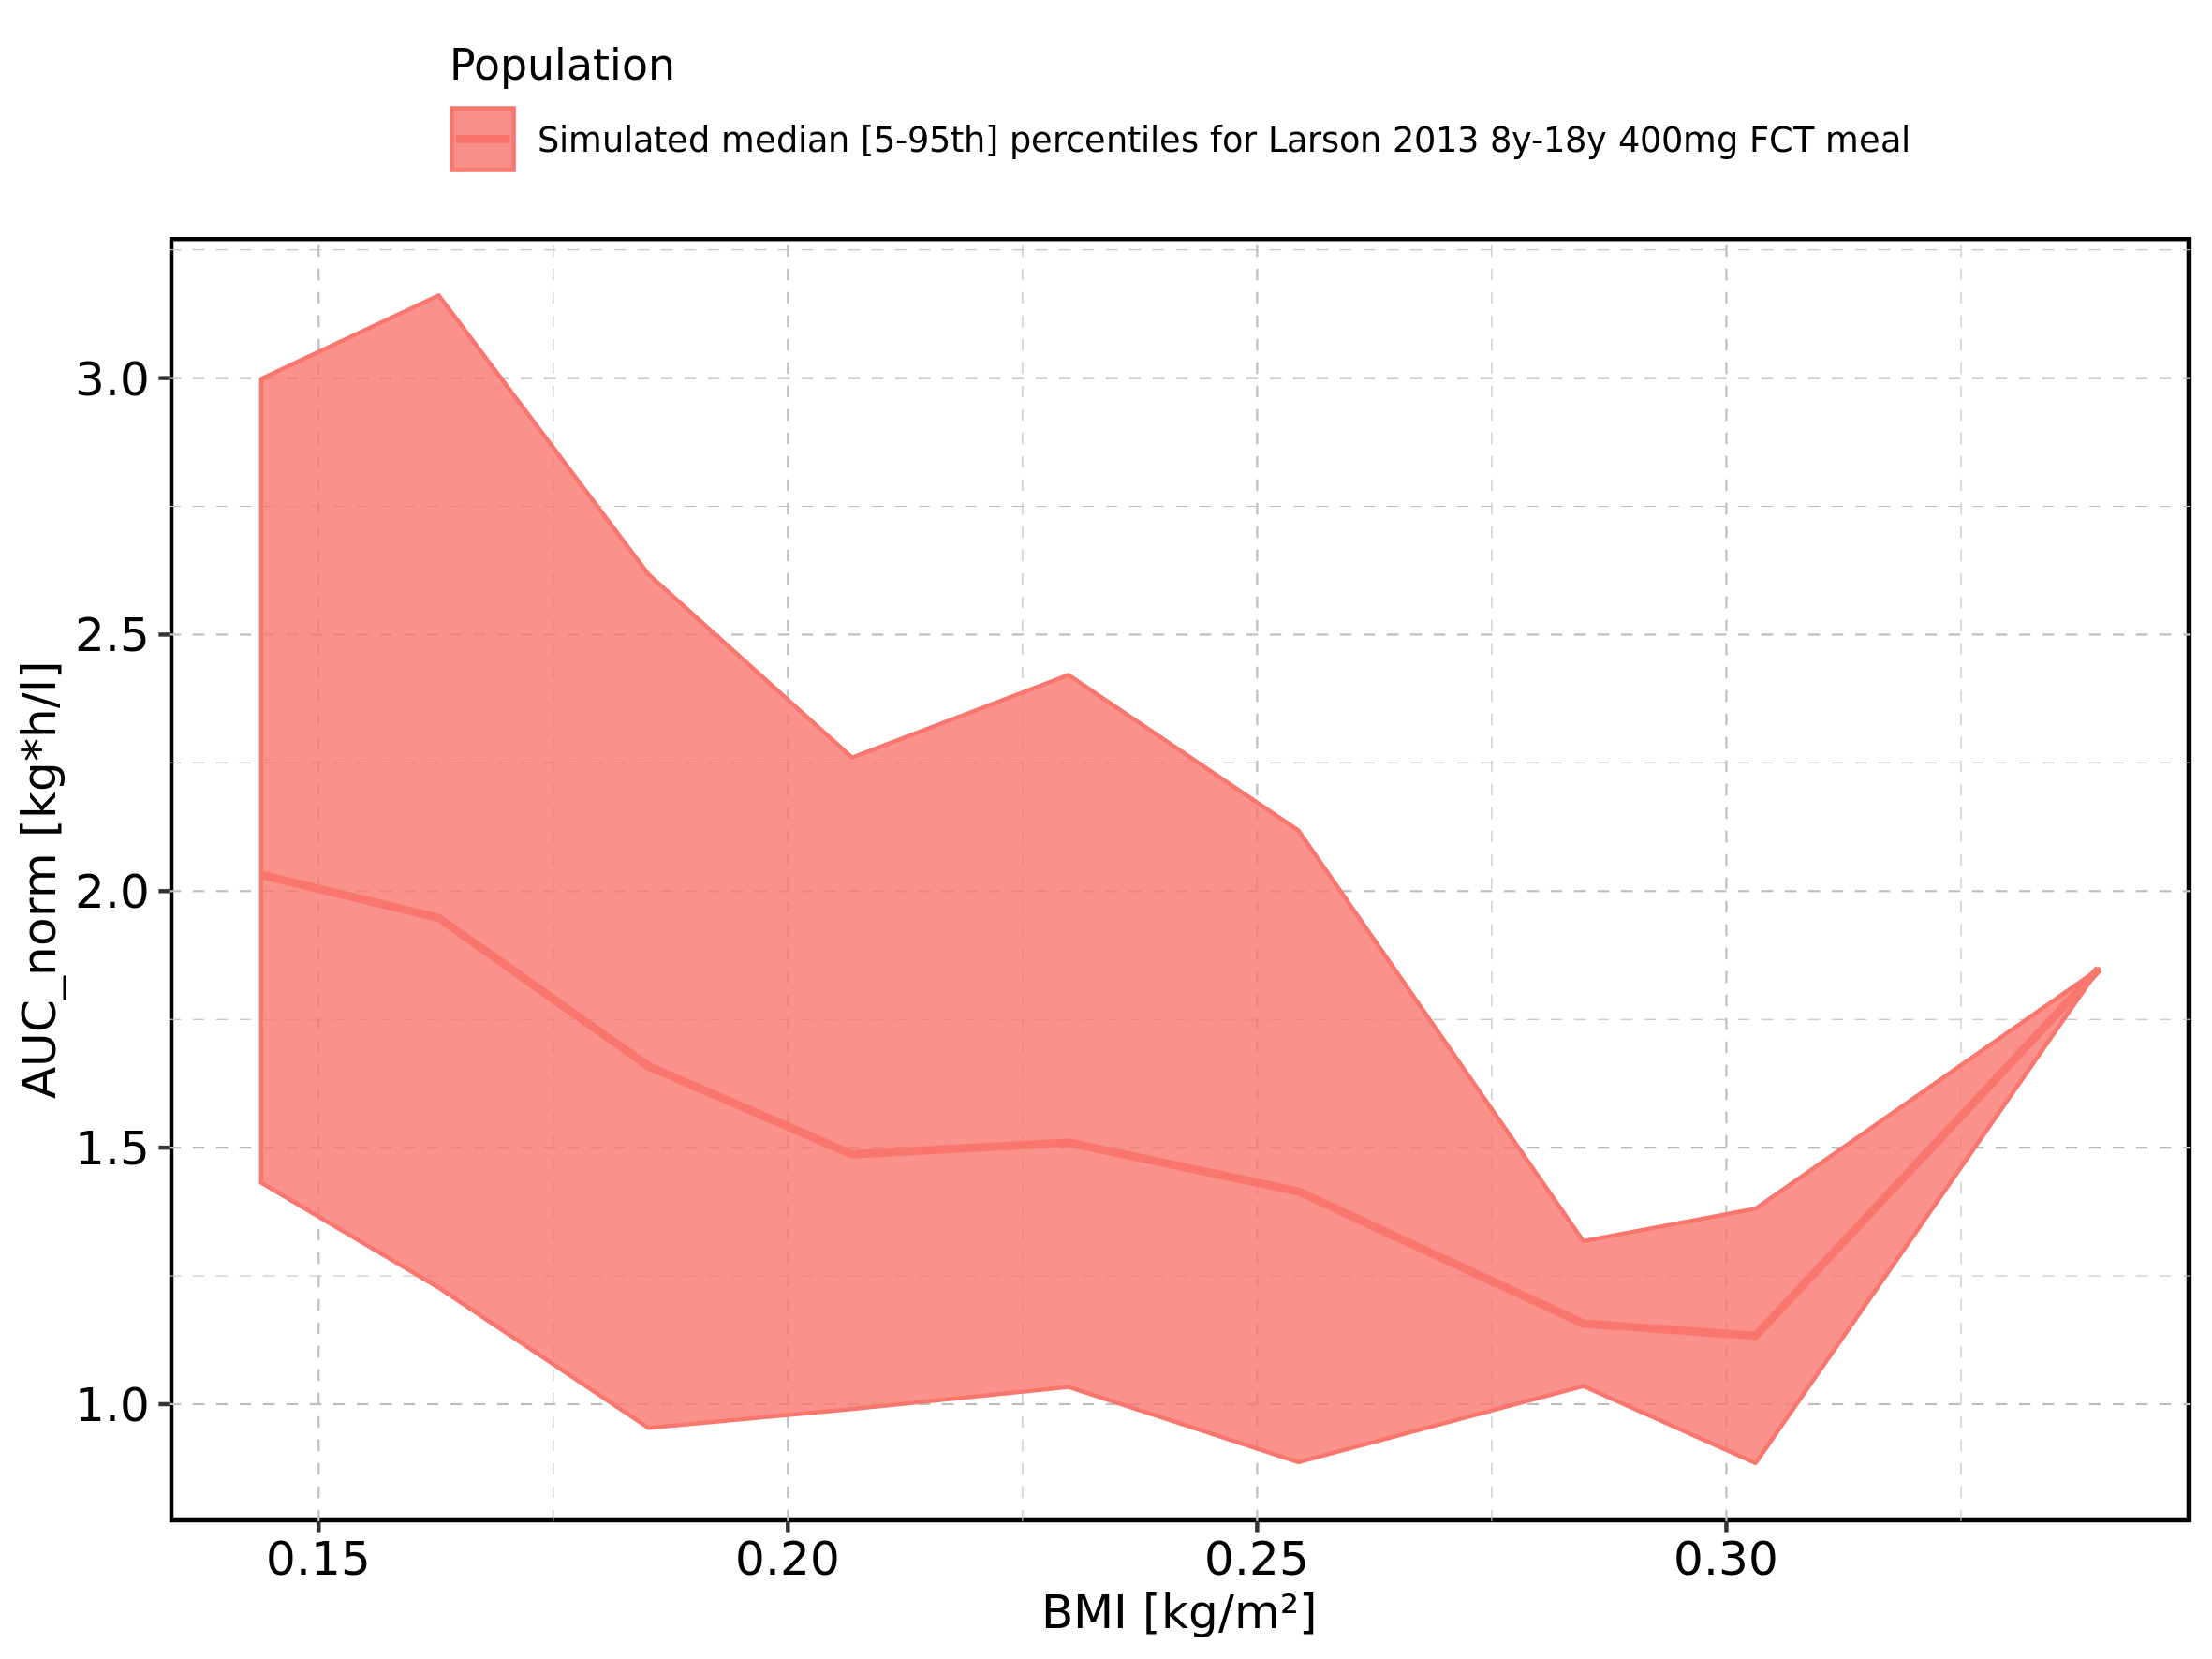 Population
Simulated median [5-95th] percentiles for Larson 2013 8y-18y 400mg FCT meal
AUC_norm [kg*h/l]
3.0
2.5
2.0
1.5
1.0
0.15
0.20
0.25
0.30
BMI [kg/m²]